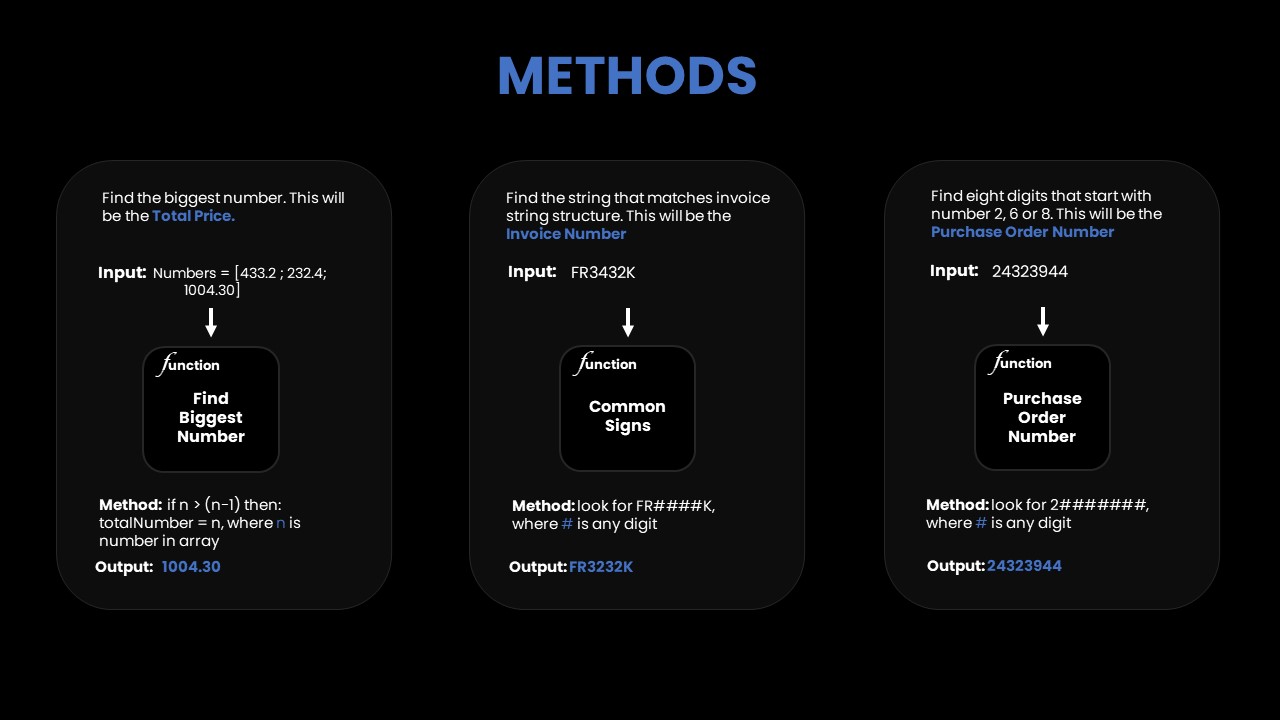 METHODS
Find the biggest number. This will
be the Total Price.
Input: Numbers = [433.2 ; 232.4;
1004.30]
function
Find
Biggest
Number
Method: if n > (n-1) then:
totalNumber = n, where n is
number in array
Output: 1004.30
Find the string that matches invoice
string structure. This will be the
Invoice Number
Input: FR3432K
function
Common
Signs
Method: look for FR####K,
where # is any digit
Output: FR3232K
Find eight digits that start with
number 2, 6 or 8. This will be the
Purchase Order Number
Input: 24323944
function
Purchase
Order
Number
Method: look for 2#######,
where # is any digit
Output: 24323944